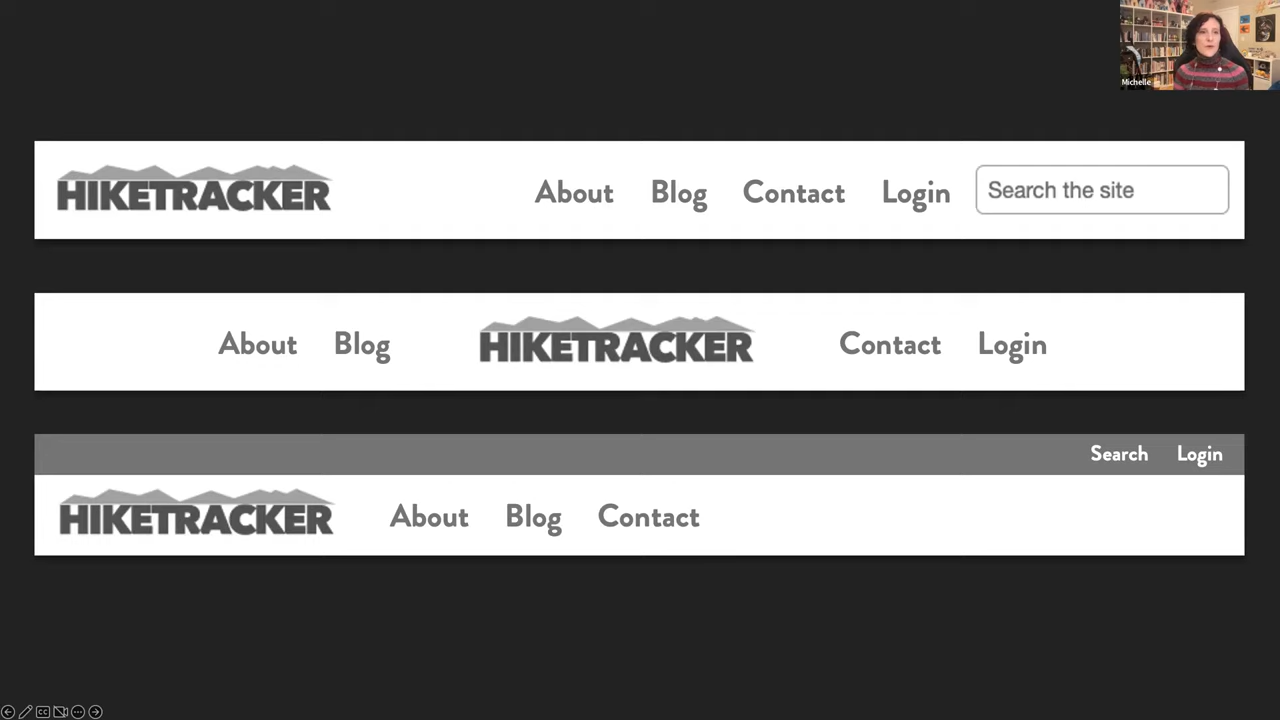 Michelle
HIKETRACKER About Blog Contact Login Search the site
About Blog HIKETRACKER Contact Login
Search Login
HIKETRACKER About Blog Contact
CC